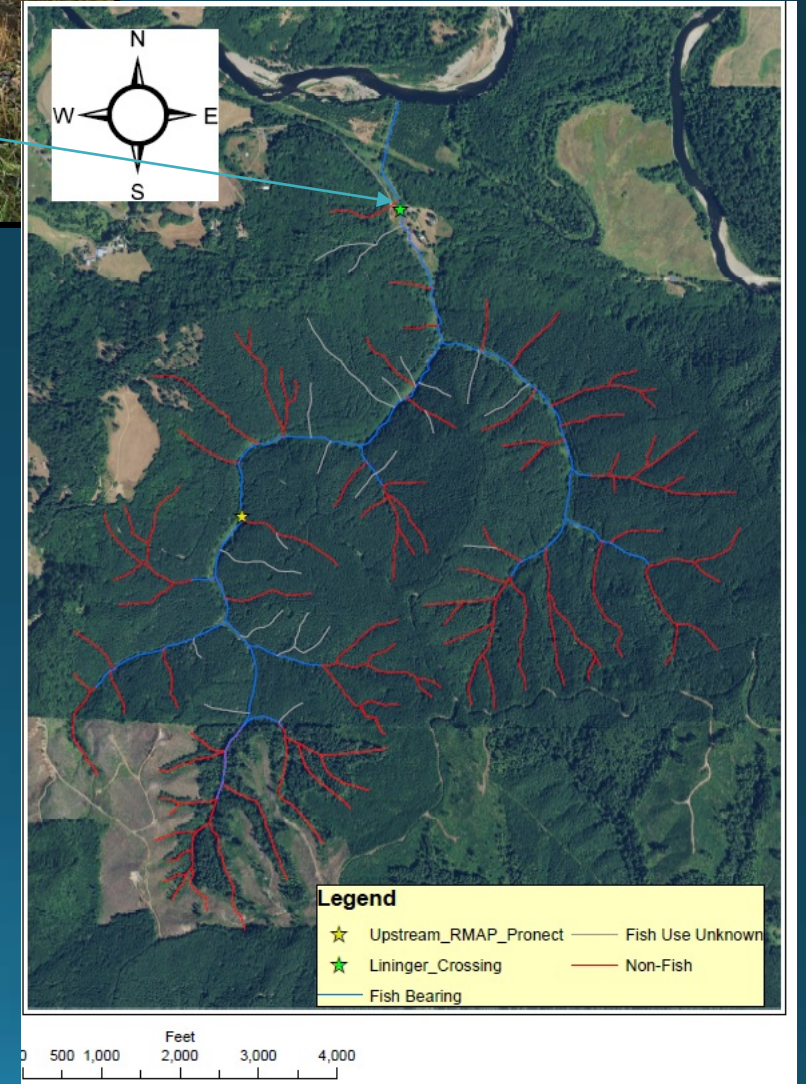 N
W E
S
Legend
Upstream_RMAP_Pronect Fish Use Unknown
Lininger_Crossing Non-Fish
Fish Bearing
Feet
0 500 1,000 2,000 3,000 4,000